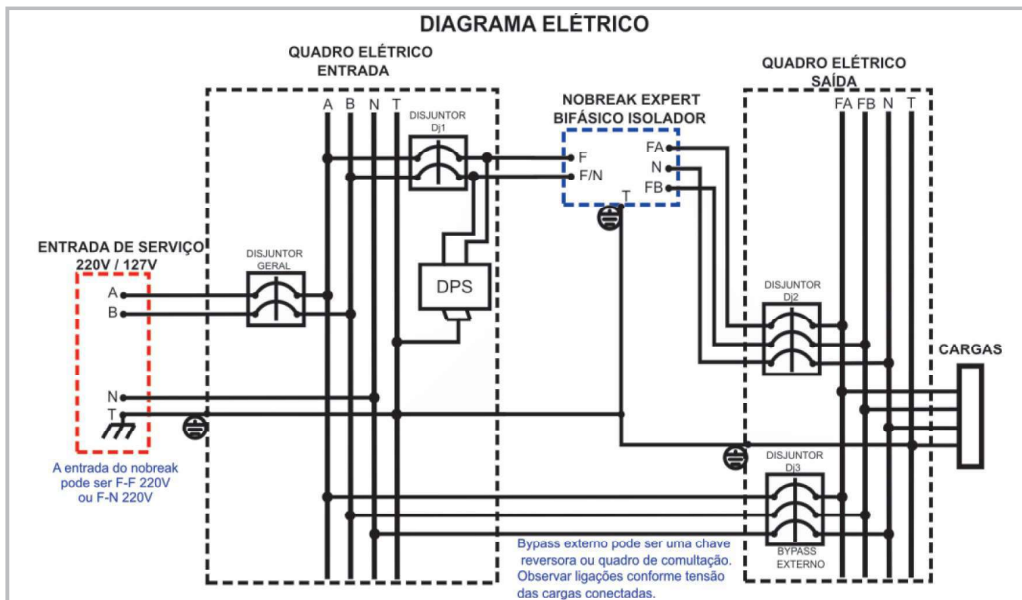 DIAGRAMA ELÉTRICO
QUADRO ELÉTRICO
ENTRADA
A B N T
DISJUNTOR
Dj1
NOBREAK EXPERT
BIFÁSICO ISOLADOR
F
F/N
FA
N
FB
T
QUADRO ELÉTRICO
SAÍDA
FA FB N T
ENTRADA DE SERVIÇO
220V / 127V
A
B
N
T
DISJUNTOR
GERAL
DPS
DISJUNTOR
Dj2
CARGAS
A entrada do nobreak
pode ser F-F 220V
ou F-N 220V
DISJUNTOR
Dj3
BYPASS
EXTERNO
Bypass externo pode ser uma chave
reversora ou quadro de comultação.
Observar ligações conforme tensão
das cargas conectadas.